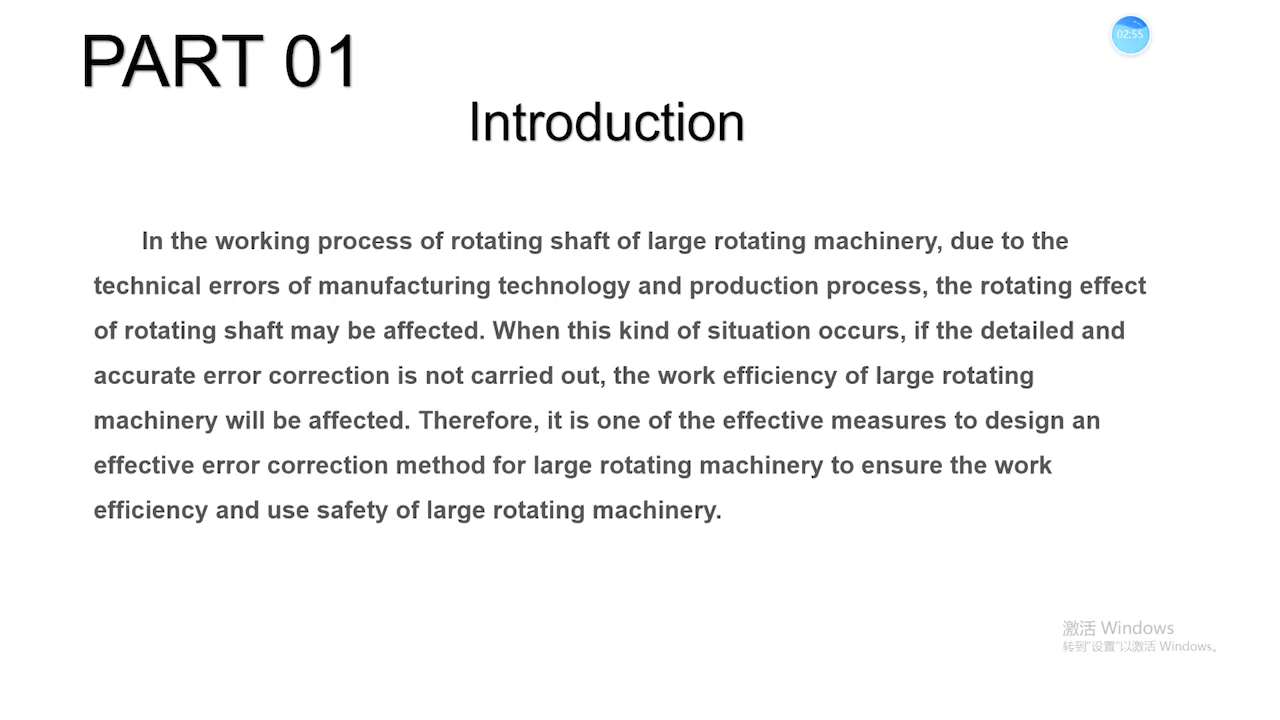 PART 01
02:55
Introduction
In the working process of rotating shaft of large rotating machinery, due to the
technical errors of manufacturing technology and production process, the rotating effect
of rotating shaft may be affected. When this kind of situation occurs, if the detailed and
accurate error correction is not carried out, the work efficiency of large rotating
machinery will be affected. Therefore, it is one of the effective measures to design an
effective error correction method for large rotating machinery to ensure the work
efficiency and use safety of large rotating machinery.
激活 Windows
转到"设置"以激活 Windows。